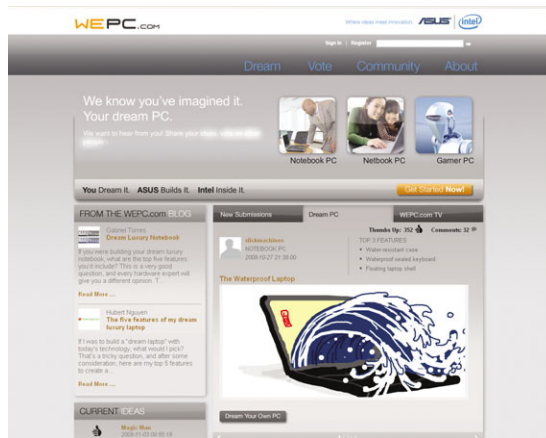 WEPC.COM
Where ideas meet innovation. ASUS (intel)
Sign In | Register
Dream Vote Community About
We know you've imagined it.
Your dream PC.
We want to hear from you! Share your
Notebook PC Netbook PC Gamer PC
You Dream It. ASUS Builds It. Intel Inside It.
Get Started Now!
FROM THE WEPC.com BLOG
Gabriel Torres
Dream Luxury Notebook
If you were building your dream luxury
notebook, what are the top five features
you'd include? This is a very good
question, and every hardware expert will
give you a different opinion. T...
Read More ....
Hubert Nguyen
The five features of my dream
luxury laptop
If I was to build a "dream laptop" with
today's technology, what would I pick?
That's a tricky question, and after some
consideration, here are my top 5 features
to create a...
Read More ....
CURRENT IDEAS
Magic Man
New Submissions Dream PC WEPC.com TV
Thumbs Up: 352 Comments: 32
NOTEBOOK PC
2008-10-27 21:38:00
TOP 3 FEATURES
Water-resistant case
Waterproof sealed keyboard
Floating laptop shell
The Waterproof Laptop
Dream Your Own PC